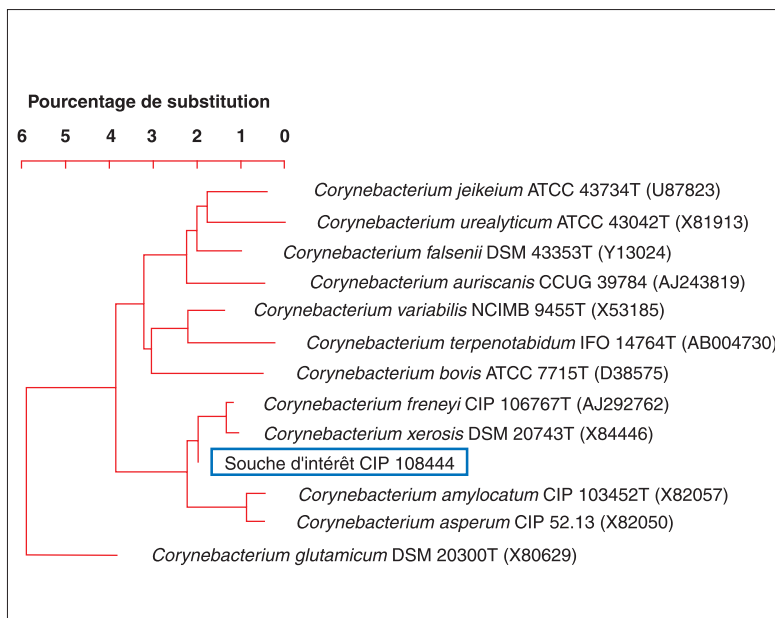 Pourcentage de substitution
6 5 4 3 2 1 0
Corynebacterium jeikeium ATCC 43734T (U87823)
Corynebacterium urealyticum ATCC 43042T (X81913)
Corynebacterium falsenii DSM 43353T (Y13024)
Corynebacterium auriscanis CCUG 39784 (AJ243819)
Corynebacterium variabilis NCIMB 9455T (X53185)
Corynebacterium terpenotabidum IFO 14764T (AB004730)
Corynebacterium bovis ATCC 7715T (D38575)
Corynebacterium freneyi CIP 106767T (AJ292762)
Corynebacterium xerosis DSM 20743T (X84446)
Souche d'intérêt CIP 108444
Corynebacterium amylocatum CIP 103452T (X82057)
Corynebacterium asperum CIP 52.13 (X82050)
Corynebacterium glutamicum DSM 20300T (X80629)